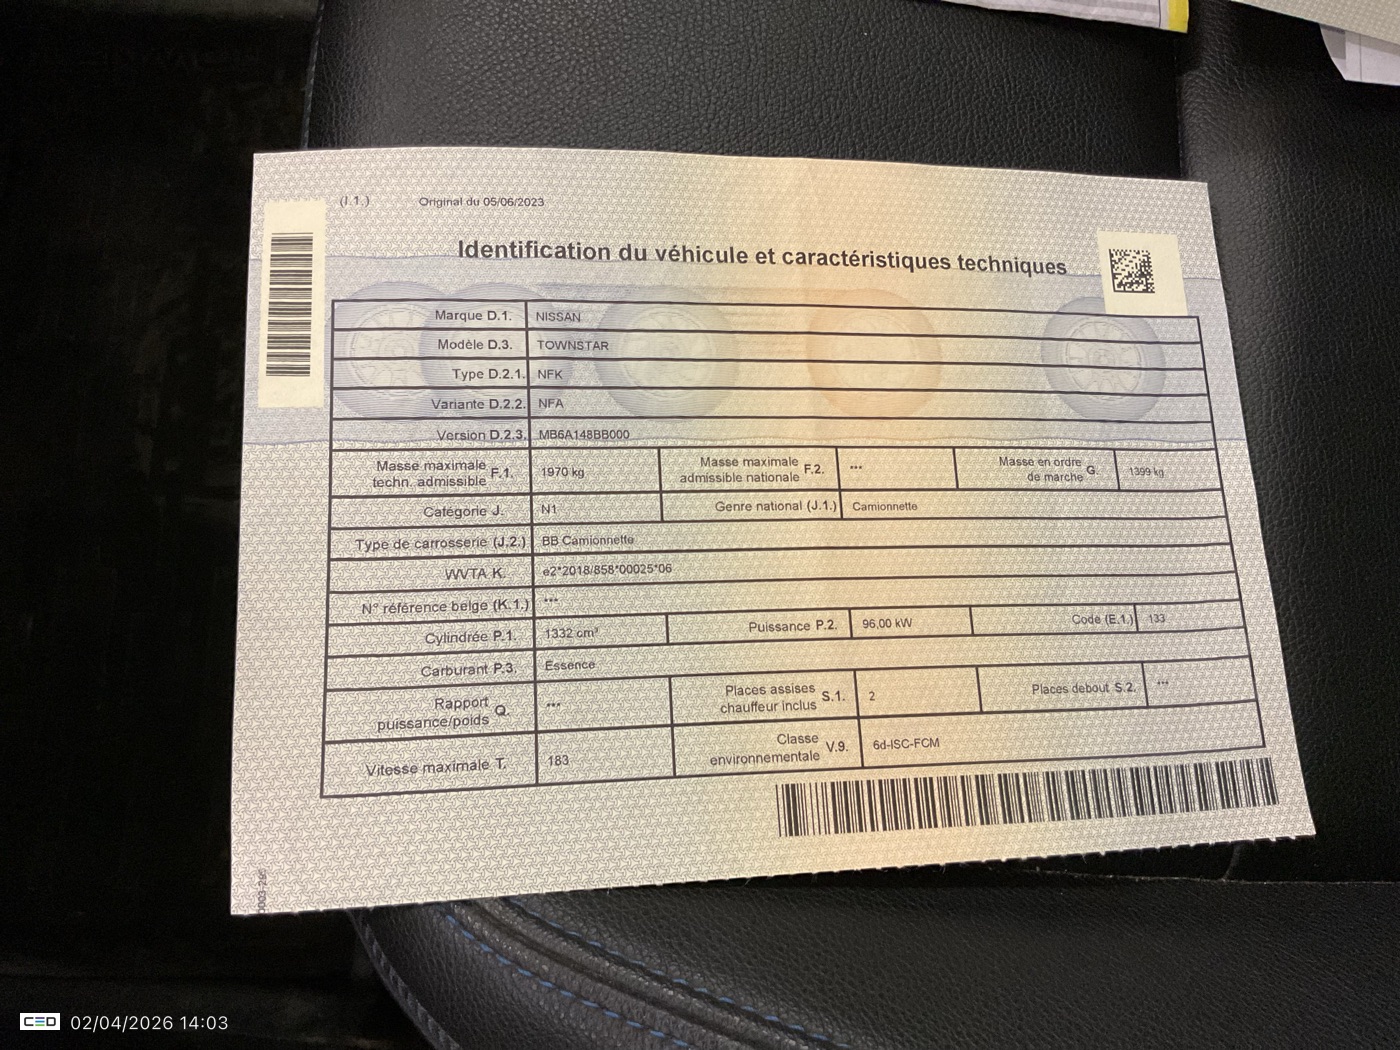 (I.1.) Original du 05/06/2023
Identification du véhicule et caractéristiques techniques
Marque D.1. NISSAN
Modèle D.3. TOWNSTAR
Type D.2.1. NFK
Variante D.2.2. NFA
Version D.2.3. MB6A148BB000
Masse maximale techn. admissible F.1. 1970 kg Masse maximale admissible nationale F.2. *** Masse en ordre de marche G. 1399 kg
Catégorie J. N1 Genre national (J.1.) Camionnette
Type de carrosserie (J.2.) BB Camionnette
WVTA K. e2*2018/858*00025*06
N° référence belge (K.1.) ***
Cylindrée P.1. 1332 cm³ Puissance P.2. 96,00 kW Code (E.1.) 133
Carburant P.3. Essence
Rapport puissance/poids Q. *** Places assises chauffeur inclus S.1. 2 Places debout S.2. ***
Vitesse maximale T. 183 Classe environnementale V.9. 6d-ISC-FCM
CED 02/04/2026 14:03